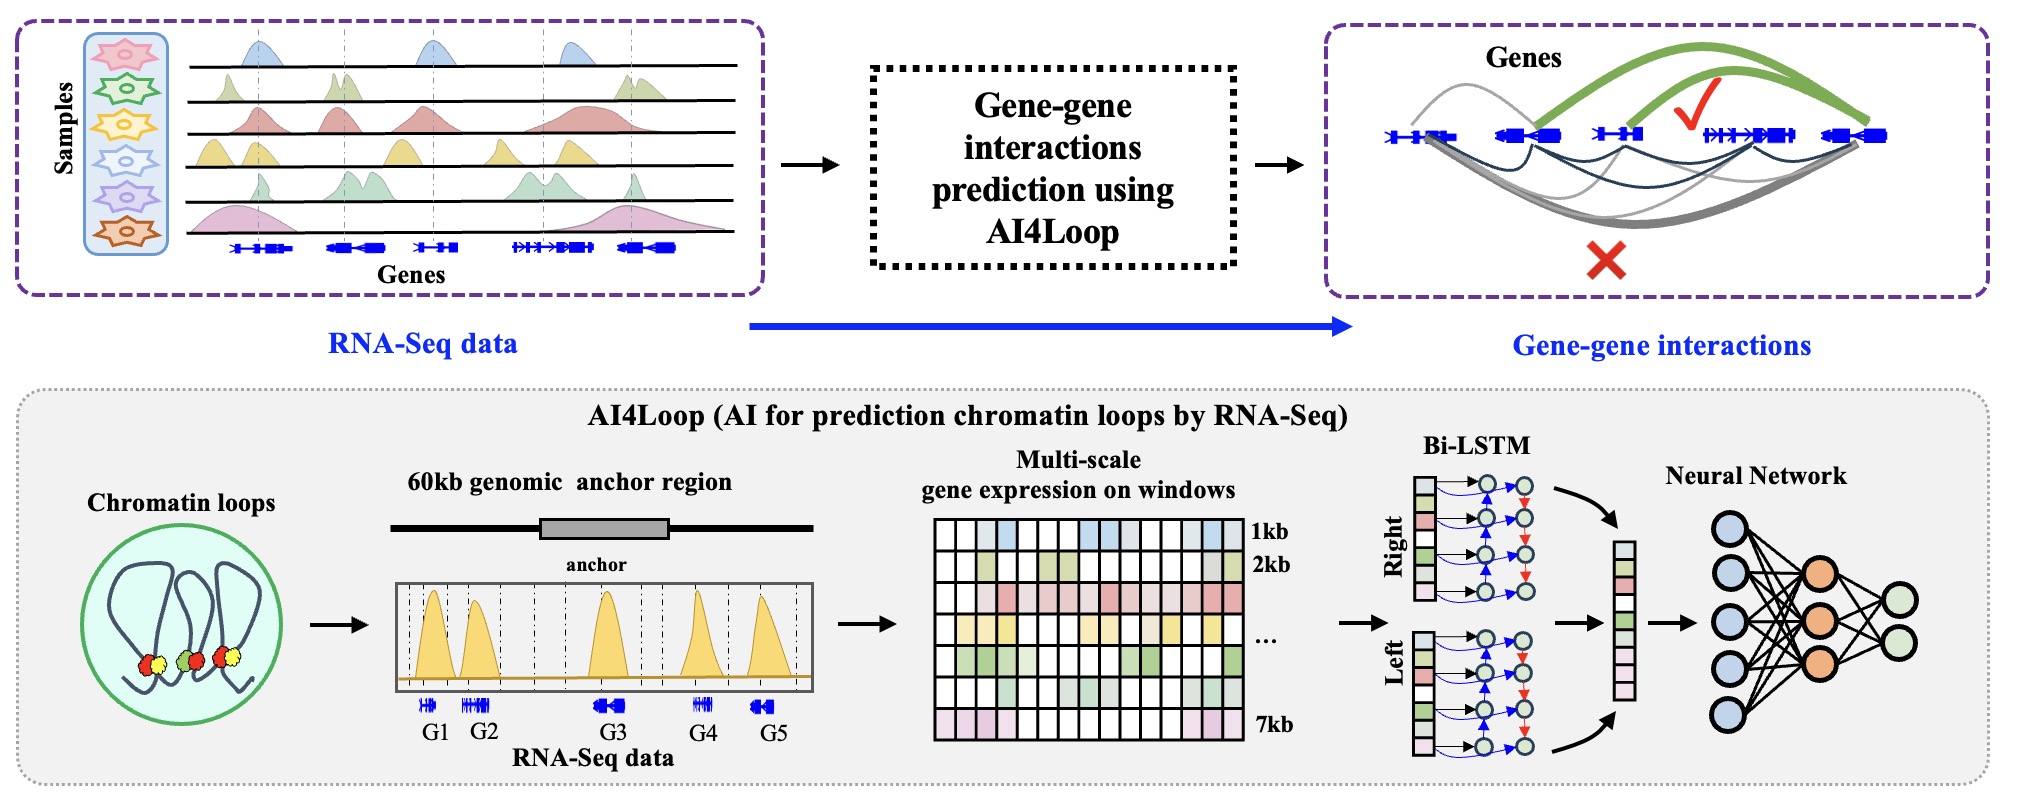 Samples
Genes
Gene-gene
interactions
prediction using
AI4Loop
Genes
RNA-Seq data
Gene-gene interactions
AI4Loop (AI for prediction chromatin loops by RNA-Seq)
Chromatin loops
60kb genomic anchor region
anchor
G1 G2 G3 G4 G5
RNA-Seq data
Multi-scale
gene expression on windows
1kb
2kb
...
7kb
Bi-LSTM
Right
Left
Neural Network